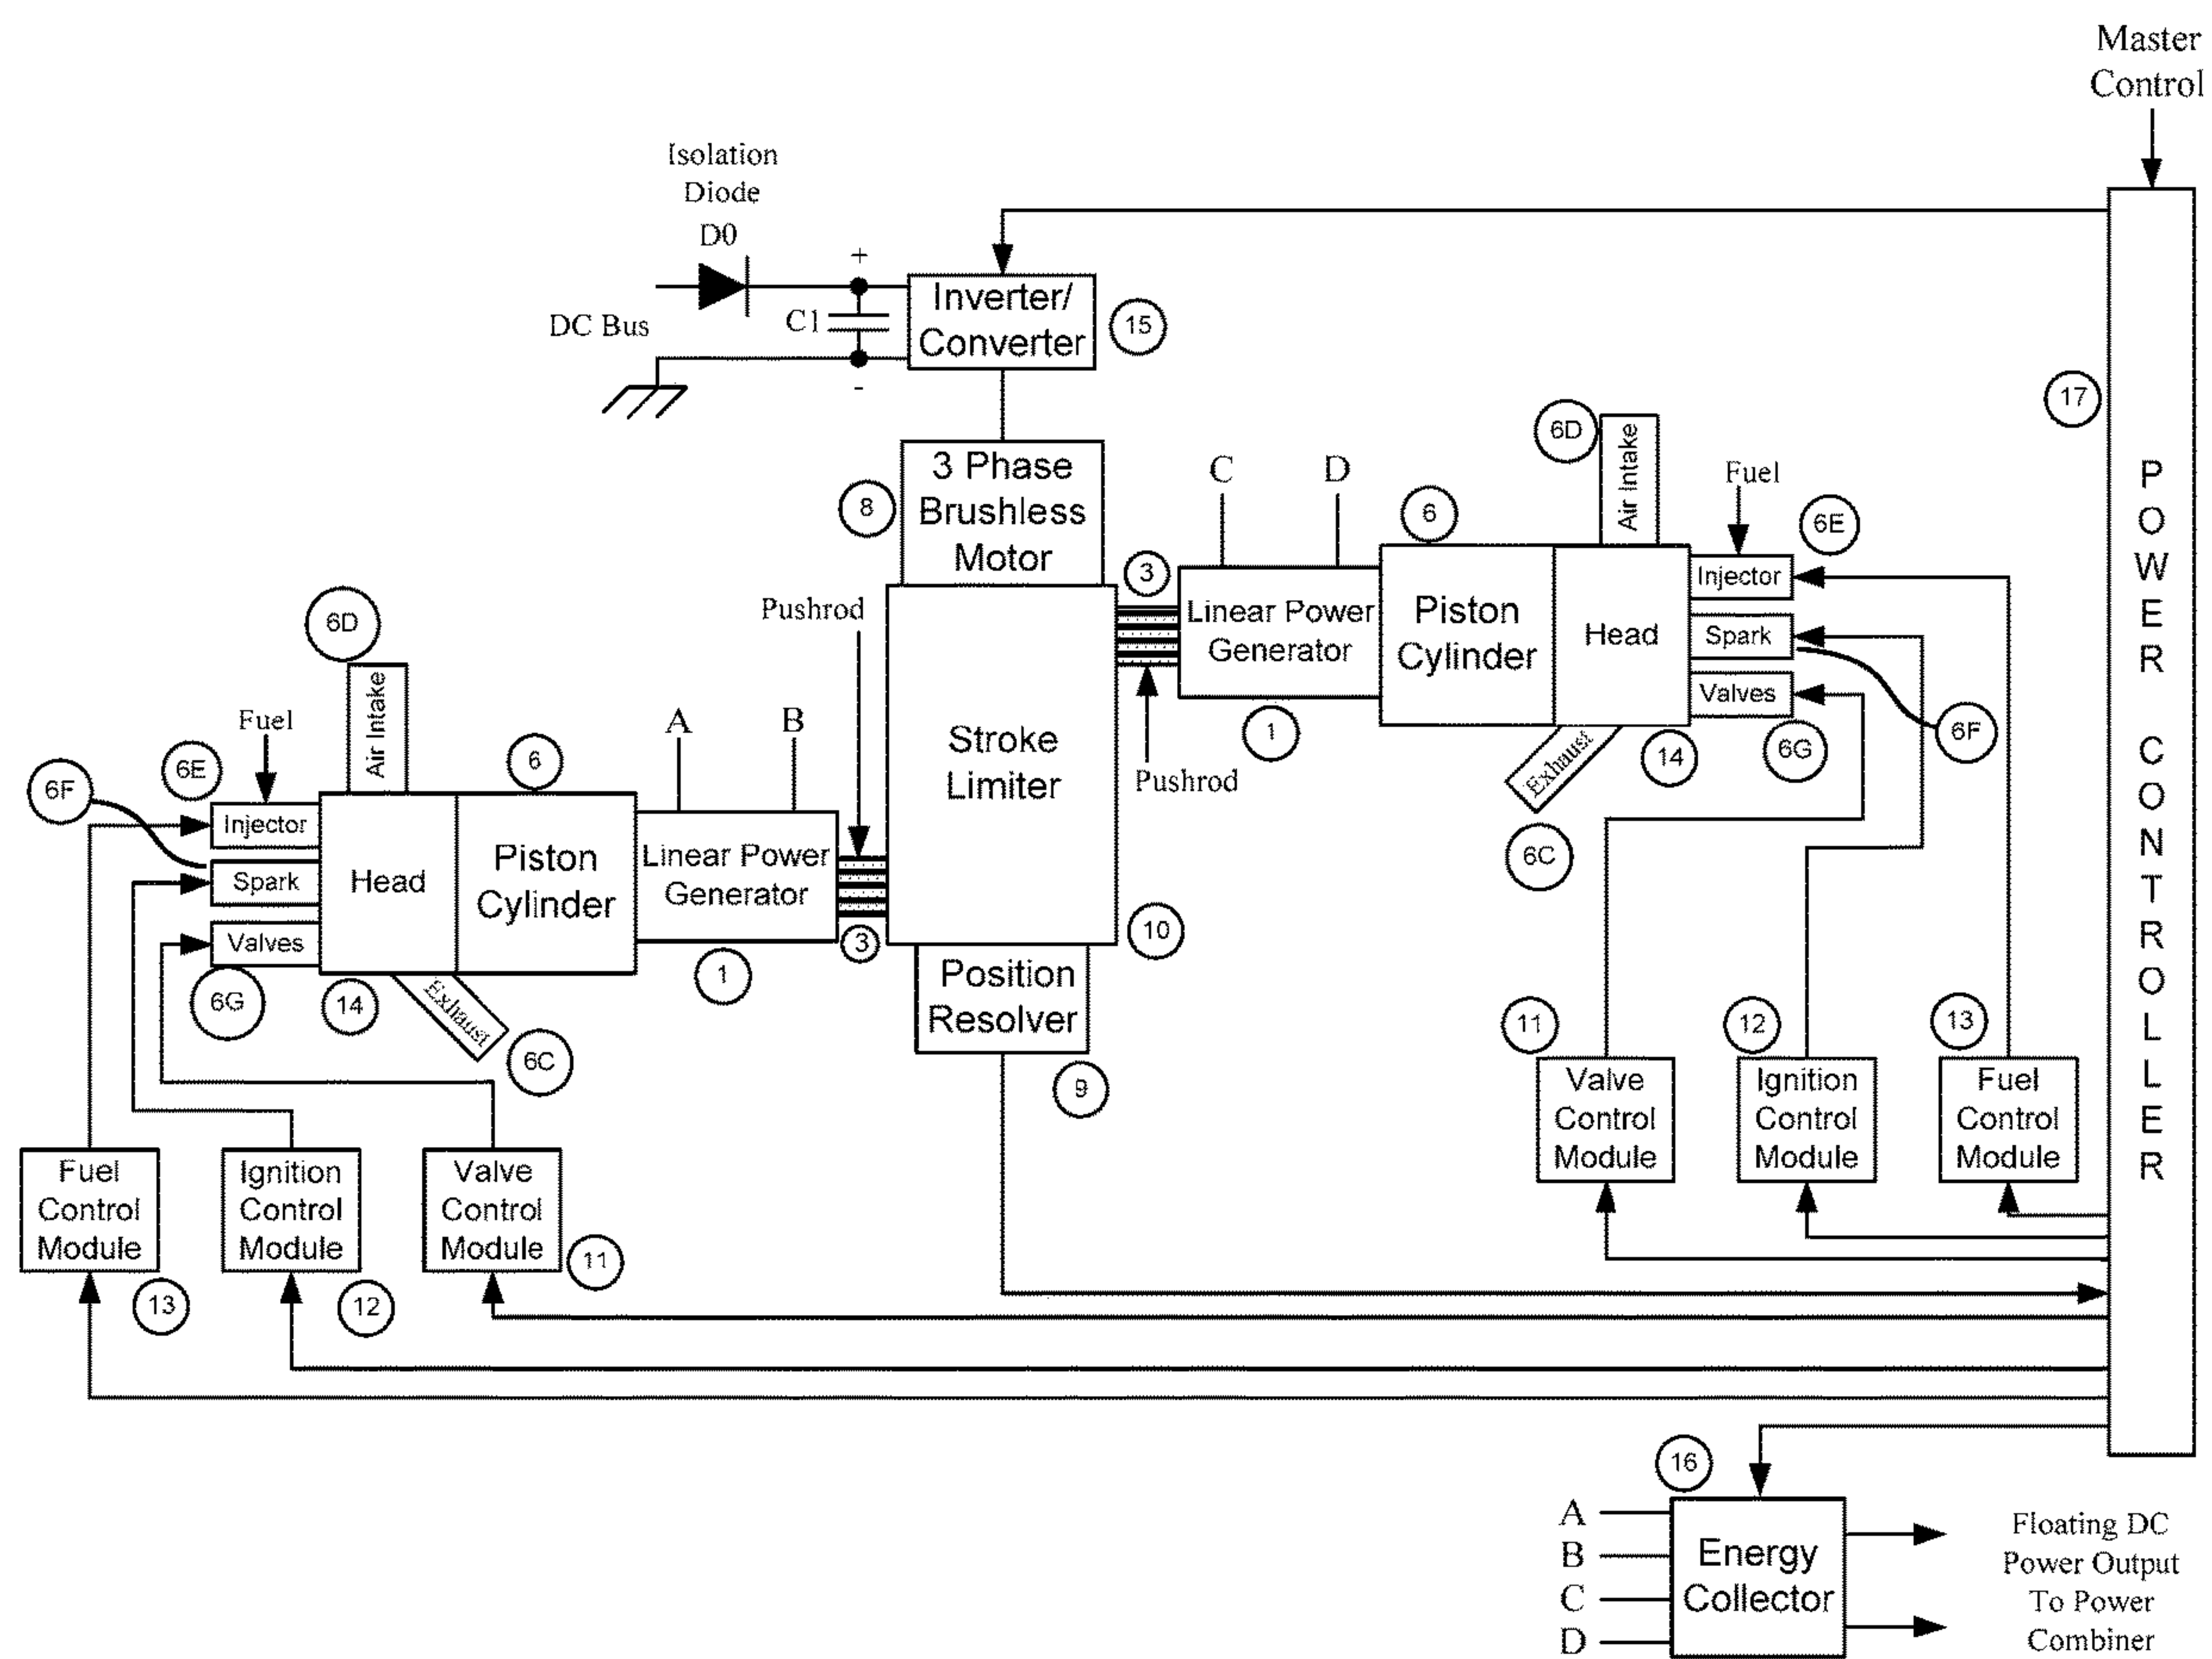 Master
Control
Isolation
Diode
D0
+
DC Bus
C1
-
Inverter/
Converter
15
17
POWER CONTROLLER
3 Phase
Brushless
Motor
8
C
D
6
6D
Air Intake
Fuel
6E
3
Linear Power
Generator
Piston
Cylinder
Head
Injector
Spark
Valves
1
Pushrod
Exhaust
14
6G
6F
6C
Pushrod
Stroke
Limiter
10
Position
Resolver
9
6D
Air Intake
Fuel
6E
6F
6
A
B
Injector
Spark
Valves
Head
Piston
Cylinder
Linear Power
Generator
3
1
6G
14
Exhaust
6C
Fuel
Control
Module
13
Ignition
Control
Module
12
Valve
Control
Module
11
11
Valve
Control
Module
12
Ignition
Control
Module
13
Fuel
Control
Module
16
A
B
C
D
Energy
Collector
Floating DC
Power Output
To Power
Combiner